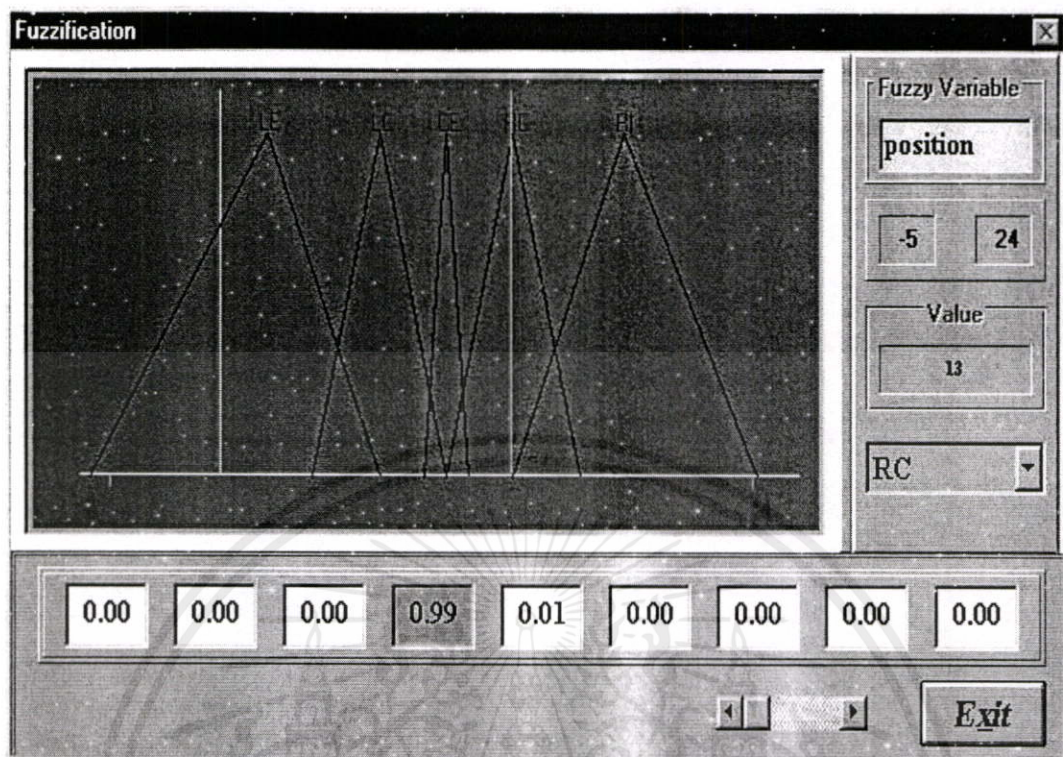 Fuzzification
LE LC CE RC RI
Fuzzy Variable
position
-5 24
Value
13
RC
0.00 0.00 0.00 0.99 0.01 0.00 0.00 0.00 0.00
Exit